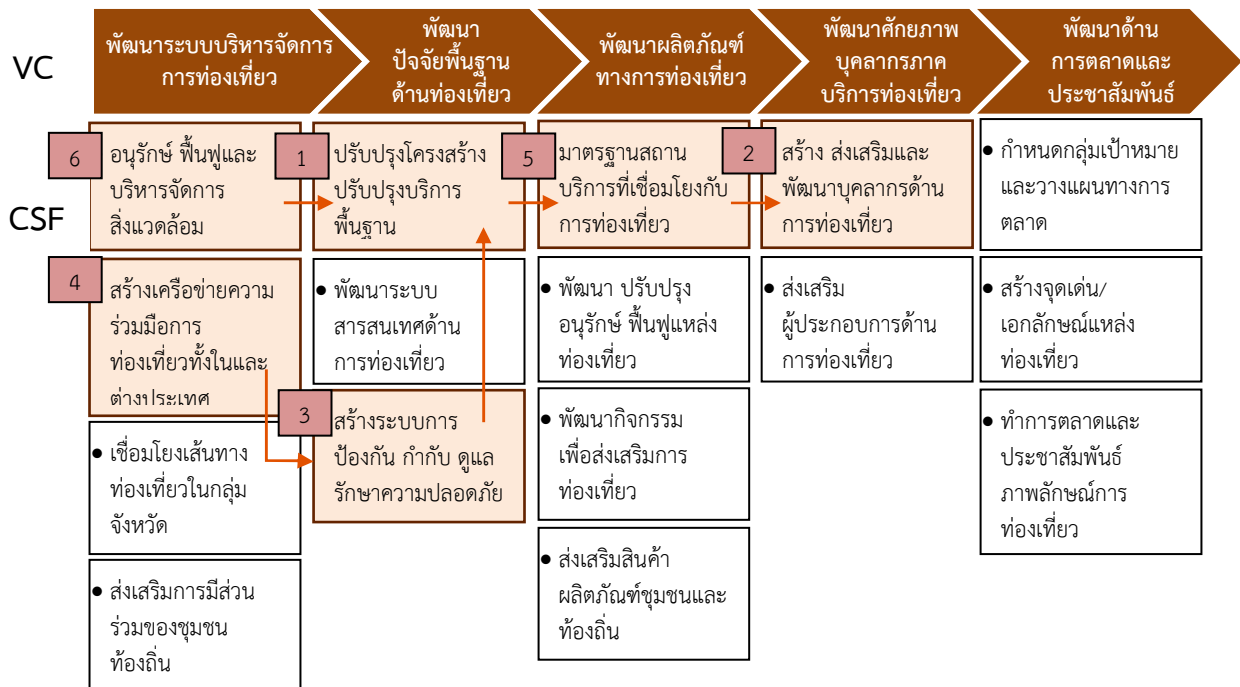 VC
พัฒนาระบบบริหารจัดการ
การท่องเที่ยว
พัฒนา
ปัจจัยพื้นฐาน
ด้านท่องเที่ยว
พัฒนาผลิตภัณฑ์
ทางการท่องเที่ยว
พัฒนาศักยภาพ
บุคลากรภาค
บริการท่องเที่ยว
พัฒนาด้าน
การตลาดและ
ประชาสัมพันธ์
CSF
6
อนุรักษ์ ฟื้นฟูและ
บริหารจัดการ
สิ่งแวดล้อม
4
สร้างเครือข่ายความ
ร่วมมือการ
ท่องเที่ยวทั้งในและ
ต่างประเทศ
• เชื่อมโยงเส้นทาง
ท่องเที่ยวในกลุ่ม
จังหวัด
• ส่งเสริมการมีส่วน
ร่วมของชุมชน
ท้องถิ่น
1
ปรับปรุงโครงสร้าง
ปรับปรุงบริการ
พื้นฐาน
• พัฒนาระบบ
สารสนเทศด้าน
การท่องเที่ยว
3
สร้างระบบการ
ป้องกัน กำกับ ดูแล
รักษาความปลอดภัย
5
มาตรฐานสถาน
บริการที่เชื่อมโยงกับ
การท่องเที่ยว
• พัฒนา ปรับปรุง
อนุรักษ์ ฟื้นฟูแหล่ง
ท่องเที่ยว
• พัฒนากิจกรรม
เพื่อส่งเสริมการ
ท่องเที่ยว
• ส่งเสริมสินค้า
ผลิตภัณฑ์ชุมชนและ
ท้องถิ่น
2
สร้าง ส่งเสริมและ
พัฒนาบุคลากรด้าน
การท่องเที่ยว
• ส่งเสริม
ผู้ประกอบการด้าน
การท่องเที่ยว
• กำหนดกลุ่มเป้าหมาย
และวางแผนทางการ
ตลาด
• สร้างจุดเด่น/
เอกลักษณ์แหล่ง
ท่องเที่ยว
• ทำการตลาดและ
ประชาสัมพันธ์
ภาพลักษณ์การ
ท่องเที่ยว